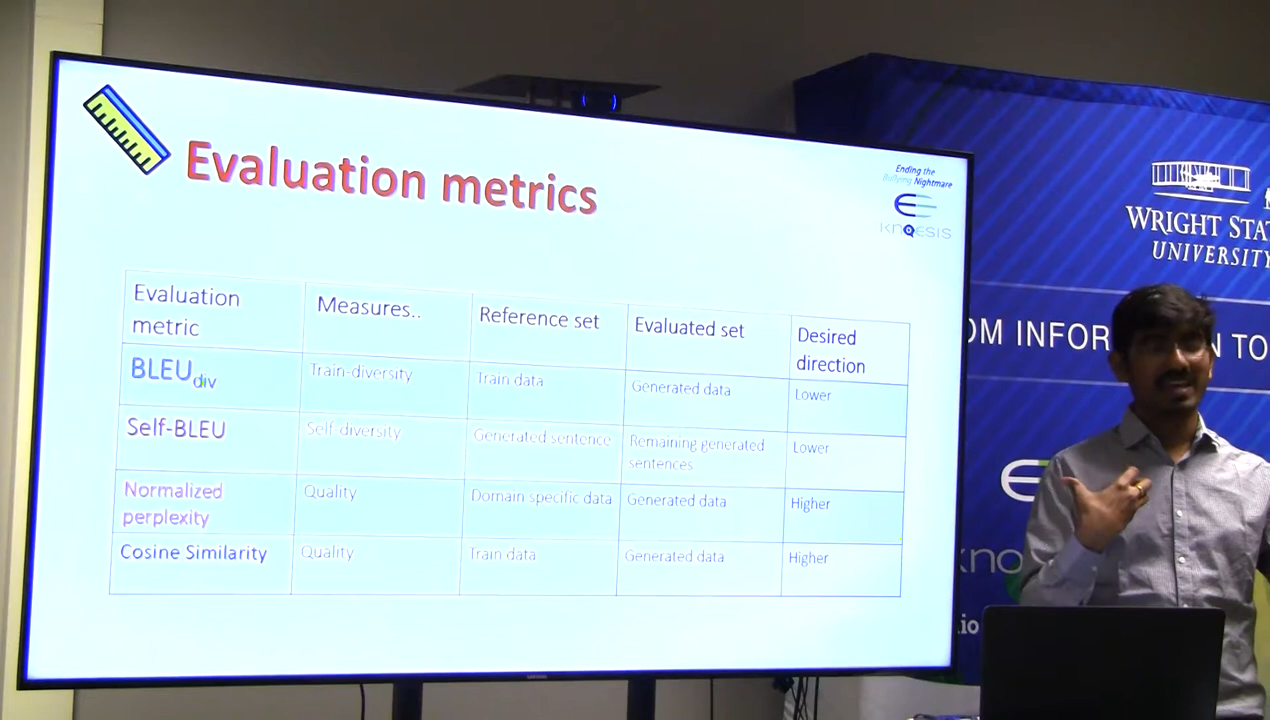 Evaluation metrics
Ending the
Bullying Nightmare
KNOESIS
Evaluation
metric
Measures..
Reference set
Evaluated set
Desired
direction
BLEUdiv
Train-diversity
Train data
Generated data
Lower
Self-BLEU
Self diversity
Generated sentence
Remaining generated
sentences
Lower
Normalized
perplexity
Quality
Domain specific data
Generated data
Higher
Cosine Similarity
Quality
Train data
Generated data
Higher
WRIGHT STA
UNIVERSITY
OM INFOR
N TO
kno